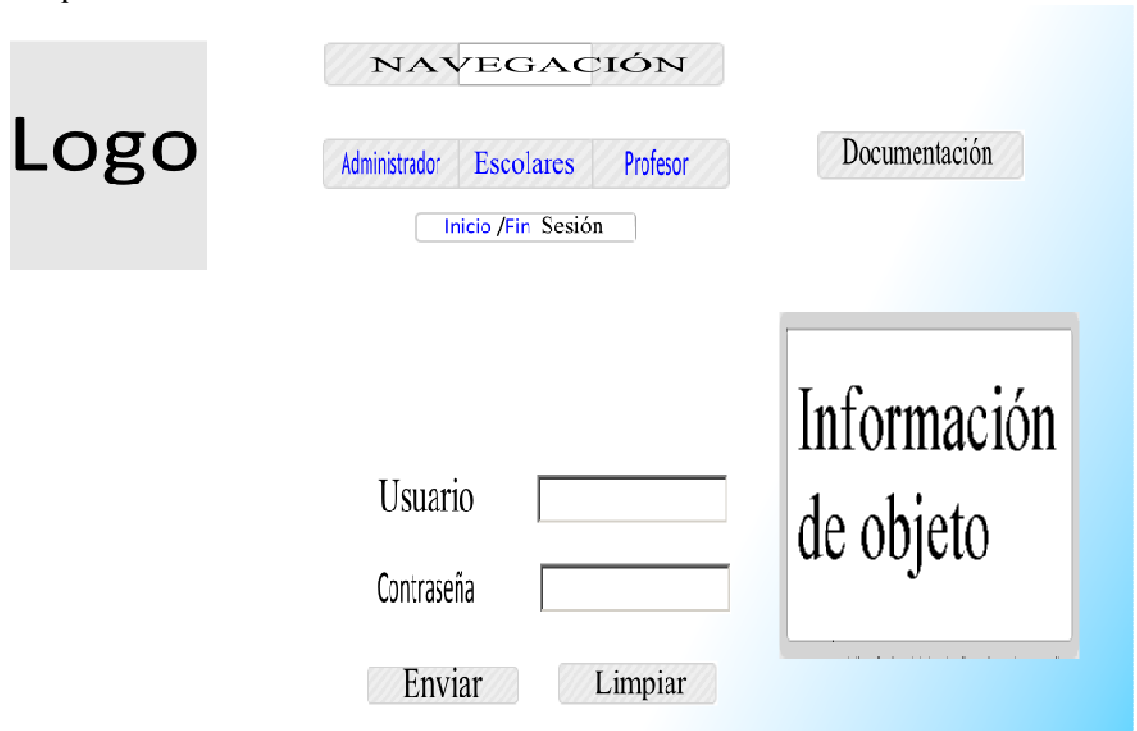 NAVEGACIÓN
Logo
Administrador Escolares Profesor
Documentación
Inicio /Fin Sesión
Información
de objeto
Usuario
Contraseña
Enviar Limpiar